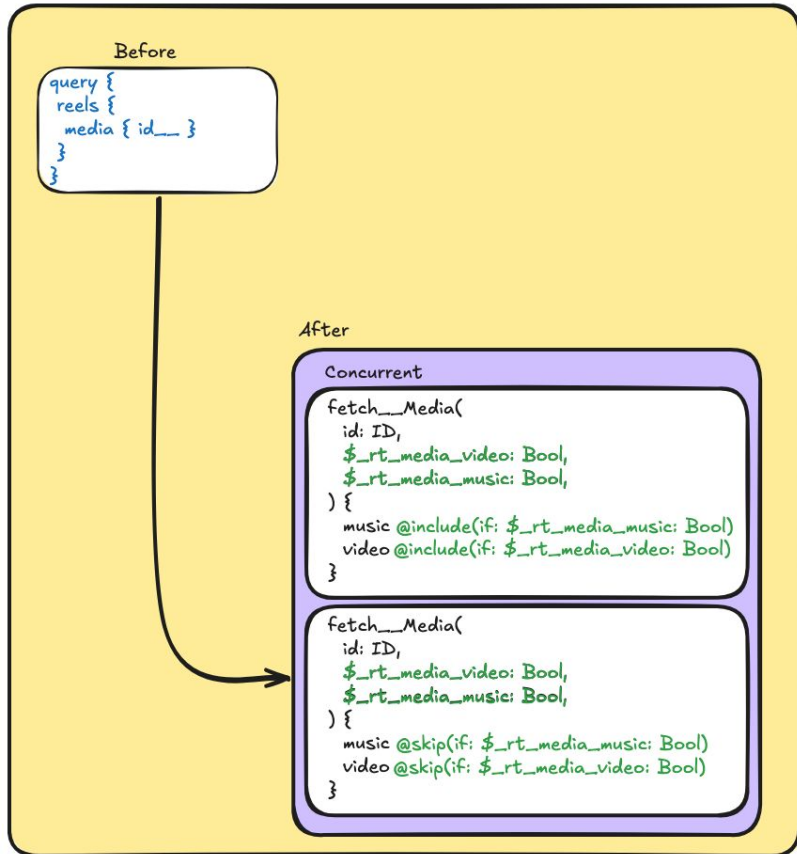 Before
query {
reels {
media { id__ }
}
}
After
Concurrent
fetch__Media(
id: ID,
$_rt_media_video: Bool,
$_rt_media_music: Bool,
) {
music @include(if: $_rt_media_music: Bool)
video @include(if: $_rt_media_video: Bool)
}
fetch__Media(
id: ID,
$_rt_media_video: Bool,
$_rt_media_music: Bool,
) {
music @skip(if: $_rt_media_music: Bool)
video @skip(if: $_rt_media_video: Bool)
}